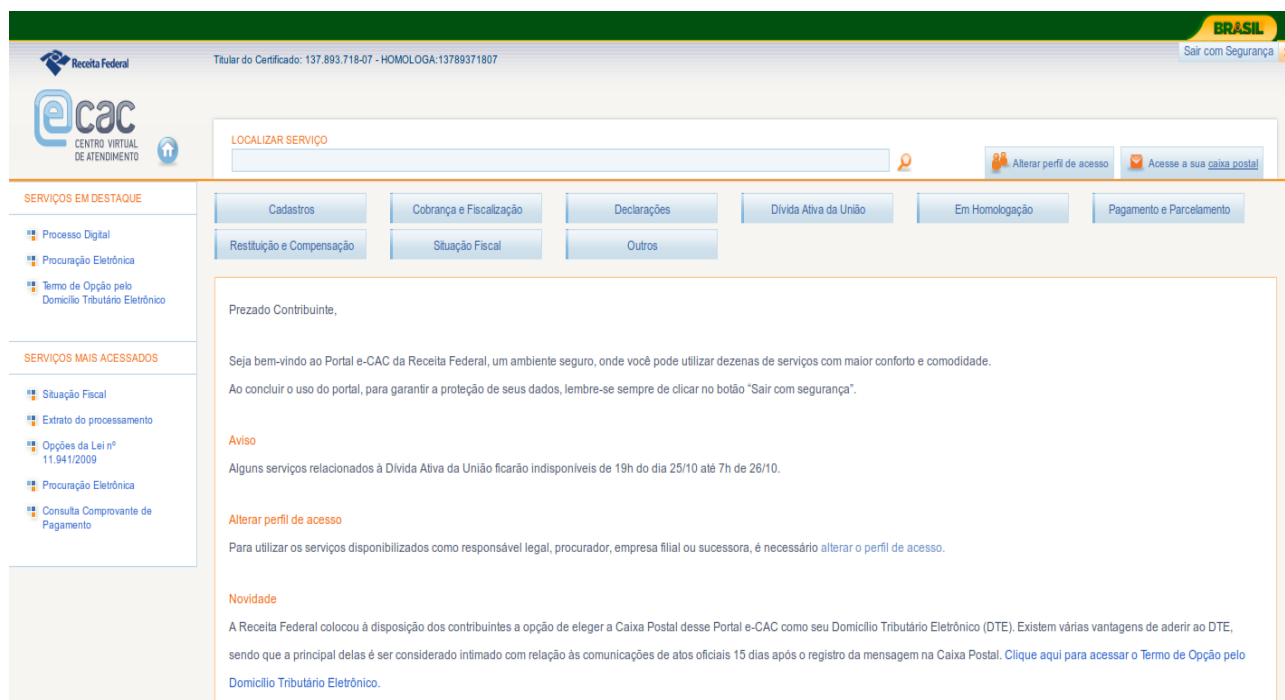 BRASIL
Receita Federal
Titular do Certificado: 137.893.718-07 - HOMOLOGA:13789371807
Sair com Segurança
e cac
CENTRO VIRTUAL
DE ATENDIMENTO
LOCALIZAR SERVIÇO
Alterar perfil de acesso
Acesse a sua caixa postal
SERVIÇOS EM DESTAQUE
Processo Digital
Procuração Eletrônica
Termo de Opção pelo
Domicílio Tributário Eletrônico
SERVIÇOS MAIS ACESSADOS
Situação Fiscal
Extrato do processamento
Opções da Lei nº
11.941/2009
Procuração Eletrônica
Consulta Comprovante de
Pagamento
Cadastros
Cobrança e Fiscalização
Declarações
Dívida Ativa da União
Em Homologação
Pagamento e Parcelamento
Restituição e Compensação
Situação Fiscal
Outros
Prezado Contribuinte,
Seja bem-vindo ao Portal e-CAC da Receita Federal, um ambiente seguro, onde você pode utilizar dezenas de serviços com maior conforto e comodidade.
Ao concluir o uso do portal, para garantir a proteção de seus dados, lembre-se sempre de clicar no botão “Sair com segurança”.
Aviso
Alguns serviços relacionados à Dívida Ativa da União ficarão indisponíveis de 19h do dia 25/10 até 7h de 26/10.
Alterar perfil de acesso
Para utilizar os serviços disponibilizados como responsável legal, procurador, empresa filial ou sucessora, é necessário alterar o perfil de acesso.
Novidade
A Receita Federal colocou à disposição dos contribuintes a opção de eleger a Caixa Postal desse Portal e-CAC como seu Domicílio Tributário Eletrônico (DTE). Existem várias vantagens de aderir ao DTE,
sendo que a principal delas é ser considerado intimado com relação às comunicações de atos oficiais 15 dias após o registro da mensagem na Caixa Postal. Clique aqui para acessar o Termo de Opção pelo
Domicílio Tributário Eletrônico.